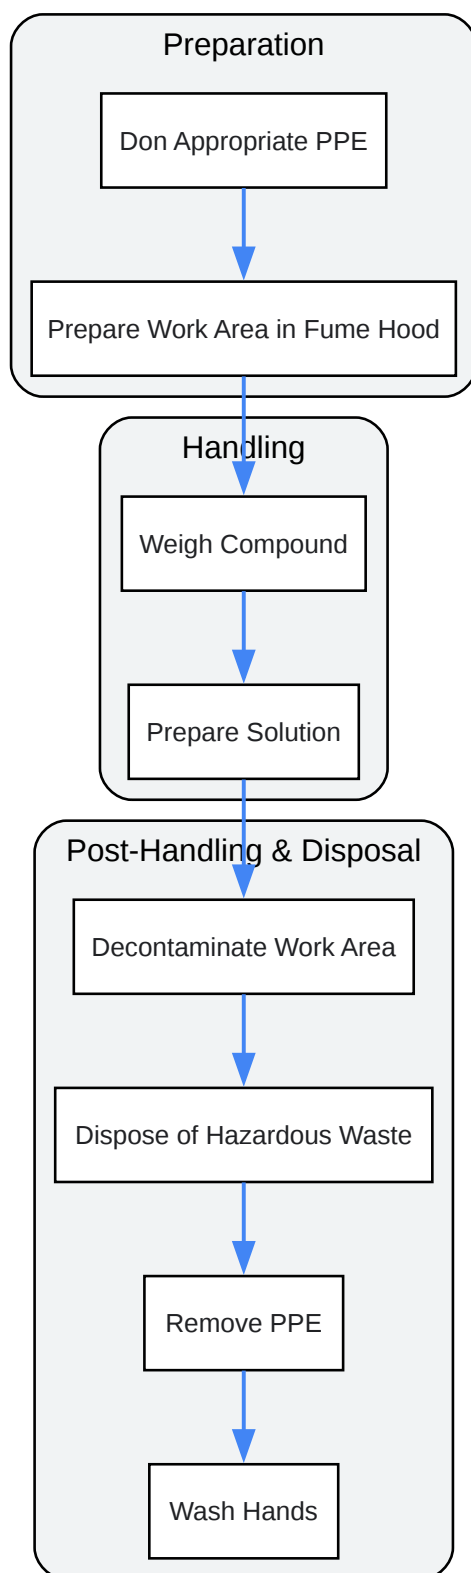 Preparation
Don Appropriate PPE
Prepare Work Area in Fume Hood
Handling
Weigh Compound
Prepare Solution
Post-Handling & Disposal
Decontaminate Work Area
Dispose of Hazardous Waste
Remove PPE
Wash Hands